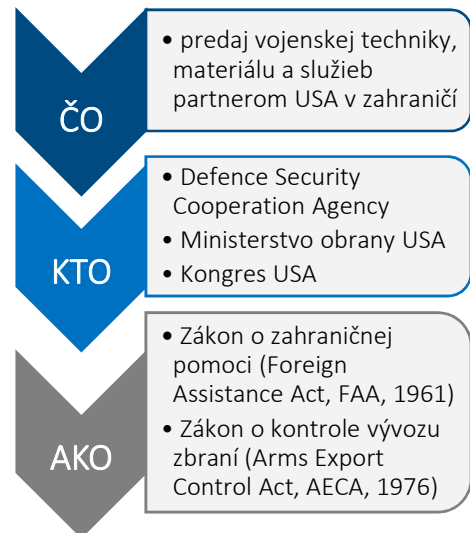 ČO
• predaj vojenskej techniky,
materiálu a služieb
partnerom USA v zahraničí
KTO
• Defence Security
Cooperation Agency
• Ministerstvo obrany USA
• Kongres USA
AKO
• Zákon o zahraničnej
pomoci (Foreign
Assistance Act, FAA, 1961)
• Zákon o kontrole vývozu
zbraní (Arms Export
Control Act, AECA, 1976)